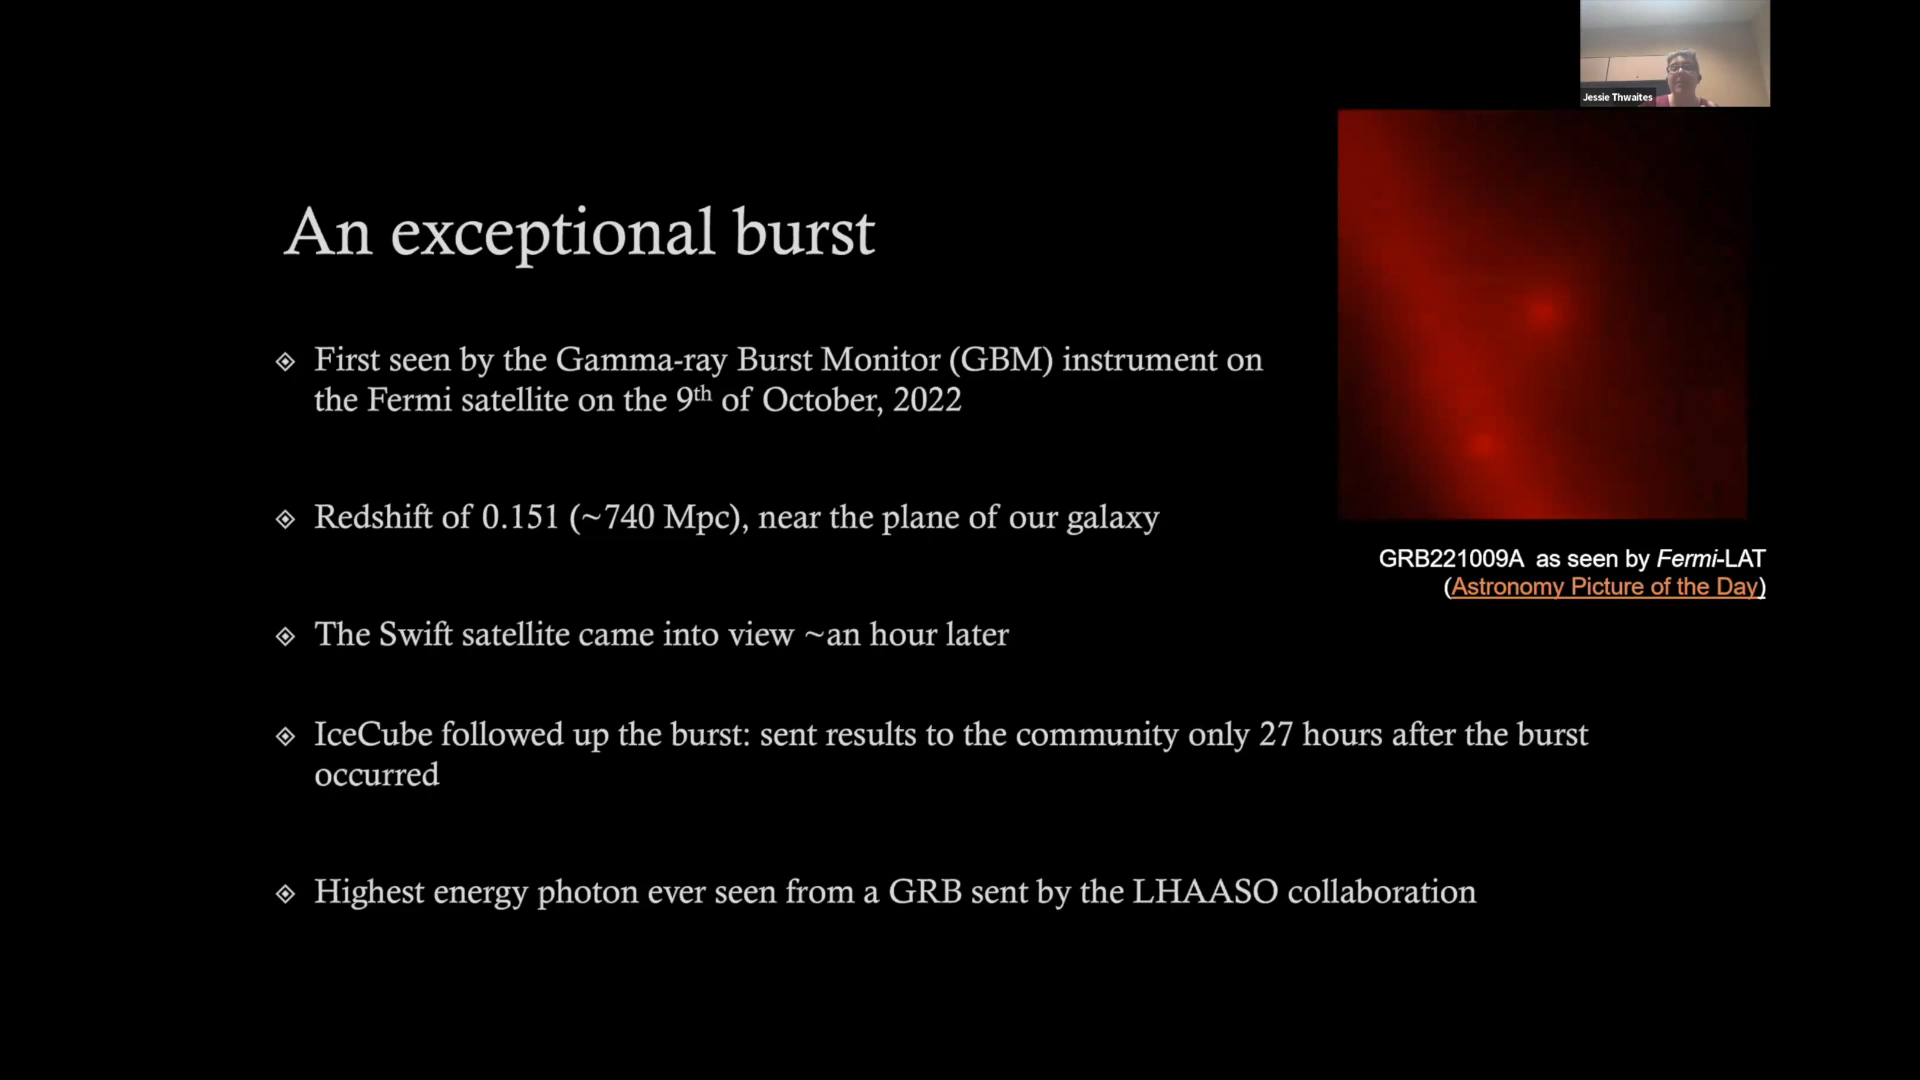 Jessie Thwaites
An exceptional burst
First seen by the Gamma-ray Burst Monitor (GBM) instrument on
the Fermi satellite on the 9th of October, 2022
Redshift of 0.151 (~740 Mpc), near the plane of our galaxy
GRB221009A as seen by Fermi-LAT
(Astronomy Picture of the Day)
The Swift satellite came into view ~an hour later
IceCube followed up the burst: sent results to the community only 27 hours after the burst
occurred
Highest energy photon ever seen from a GRB sent by the LHAASO collaboration